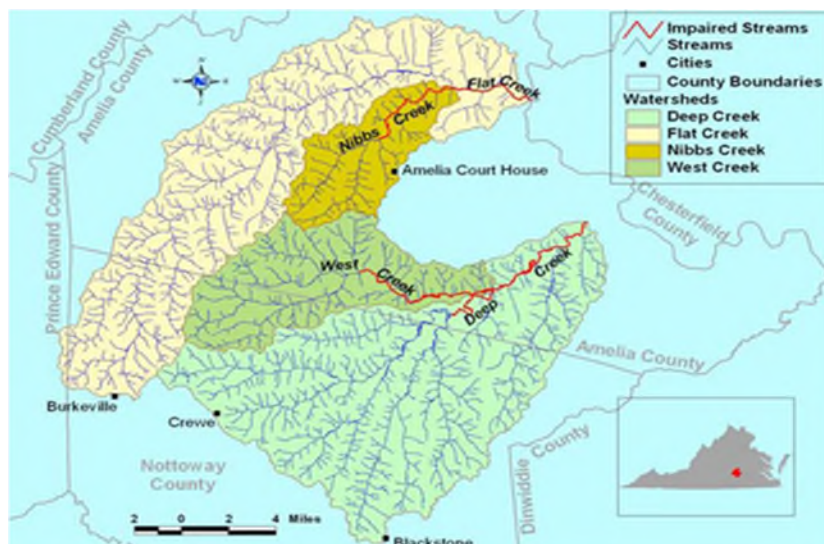 Impaired Streams
Streams
Cities
County Boundaries
Watersheds
Deep Creek
Flat Creek
Nibbs Creek
West Creek
Cumberland County
Amelia County
N
Flat Creek
Nibbs Creek
Amelia Court House
Prince Edward County
Chesterfield
County
West Creek
Deep Creek
Amelia County
Burkeville
Crewe
Nottoway
County
Dinwiddie County
2 0 2 4 Miles
Blackstone